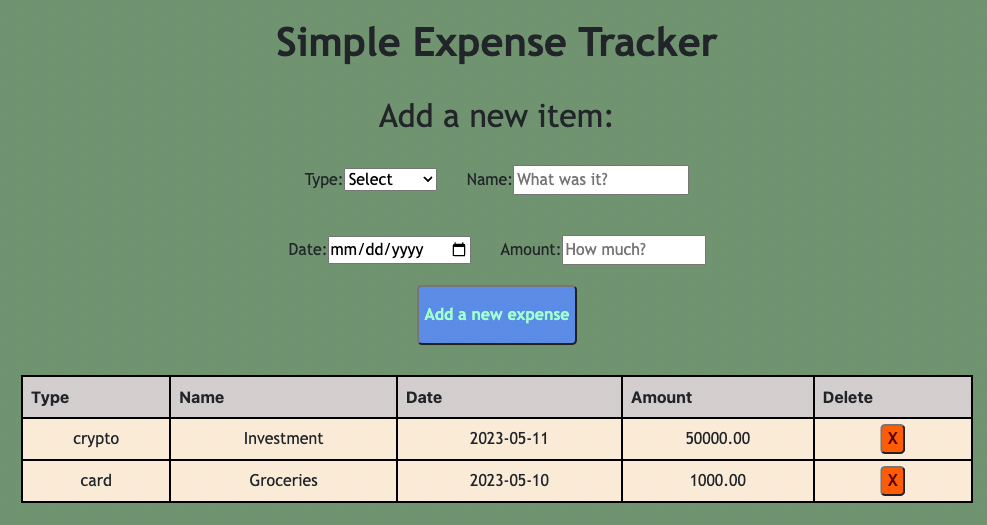 Simple Expense Tracker
Add a new item:
Type: Select Name: What was it?
Date: mm/dd/yyyy Amount: How much?
Add a new expense
Type Name Date Amount Delete
crypto Investment 2023-05-11 50000.00 X
card Groceries 2023-05-10 1000.00 X